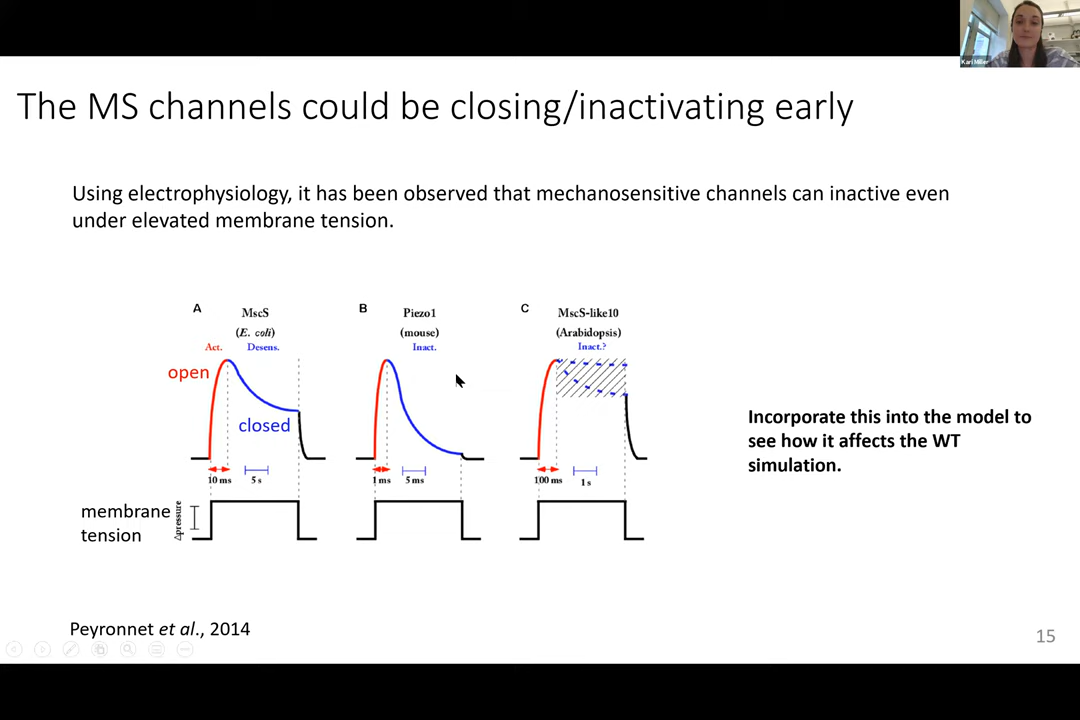 Kari Miller
The MS channels could be closing/inactivating early
Using electrophysiology, it has been observed that mechanosensitive channels can inactive even
under elevated membrane tension.
A
MscS
(E. coli)
Act.
Desens.
open
closed
10 ms
5 s
B
Piezo1
(mouse)
Inact.
1 ms
5 ms
C
MscS-like10
(Arabidopsis)
Inact.?
100 ms
1 s
membrane
tension
Δpressure
Incorporate this into the model to
see how it affects the WT
simulation.
Peyronnet et al., 2014
15